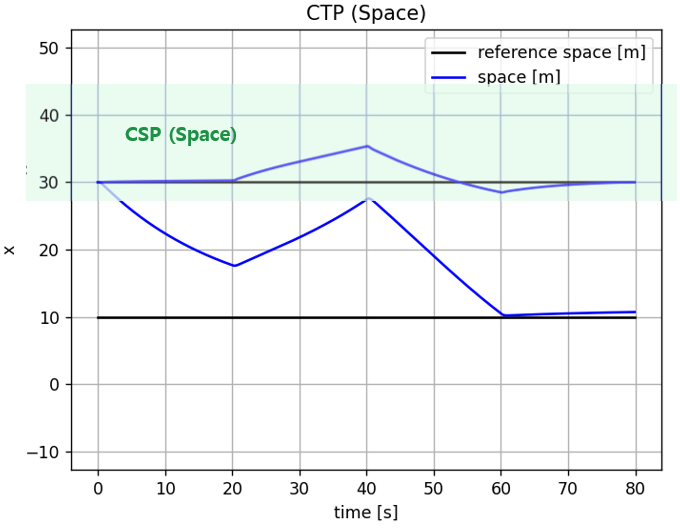 CTP (Space)
reference space [m]
space [m]
CSP (Space)
50
40
30
20
10
0
−10
x
0 10 20 30 40 50 60 70 80
time [s]